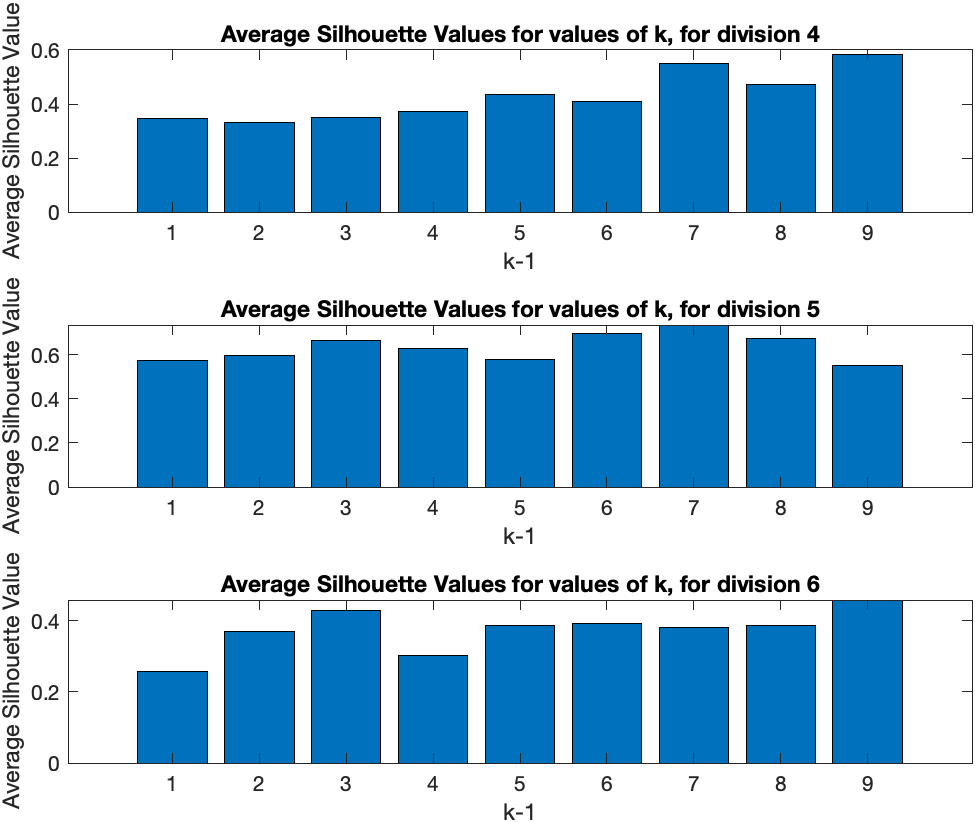 Average Silhouette Values for values of k, for division 4
Average Silhouette Value
0.6
0.4
0.2
0
1 2 3 4 5 6 7 8 9
k-1
Average Silhouette Values for values of k, for division 5
Average Silhouette Value
0.6
0.4
0.2
0
1 2 3 4 5 6 7 8 9
k-1
Average Silhouette Values for values of k, for division 6
Average Silhouette Value
0.4
0.2
0
1 2 3 4 5 6 7 8 9
k-1